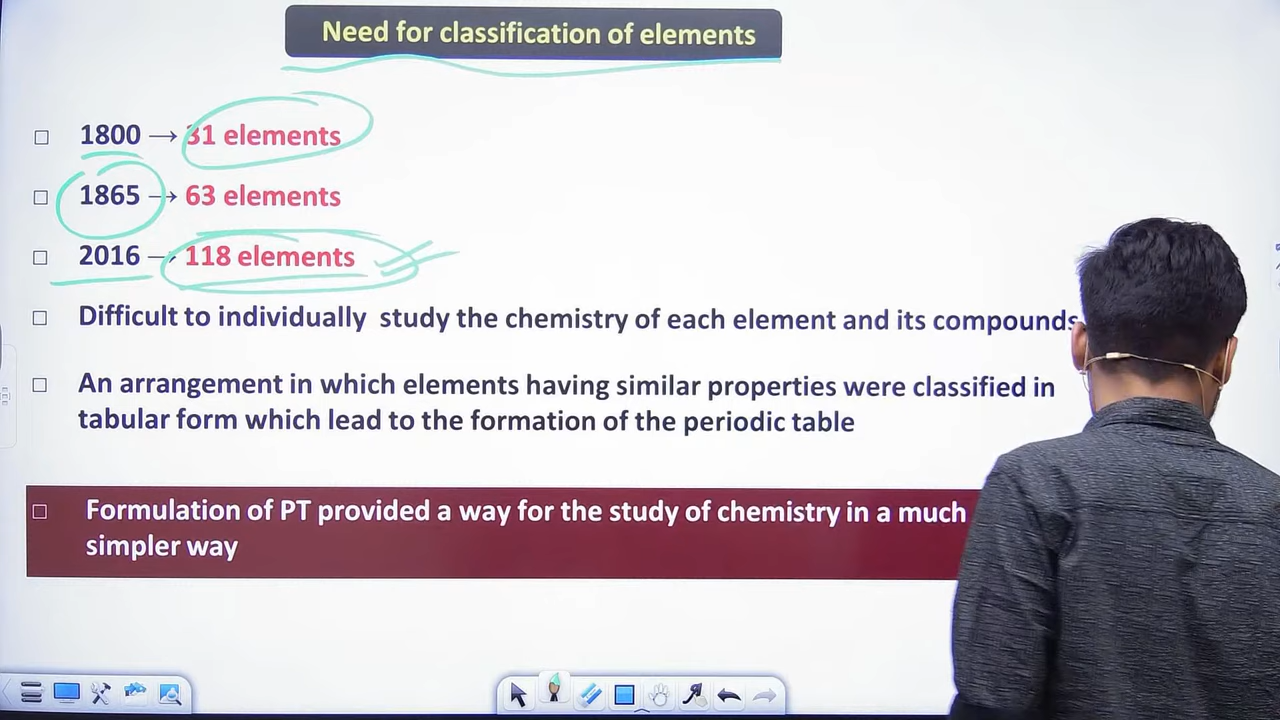 Need for classification of elements
□ 1800 → 31 elements
□ 1865 → 63 elements
□ 2016 → 118 elements
□ Difficult to individually study the chemistry of each element and its compounds
□ An arrangement in which elements having similar properties were classified in
tabular form which lead to the formation of the periodic table
□ Formulation of PT provided a way for the study of chemistry in a much
simpler way